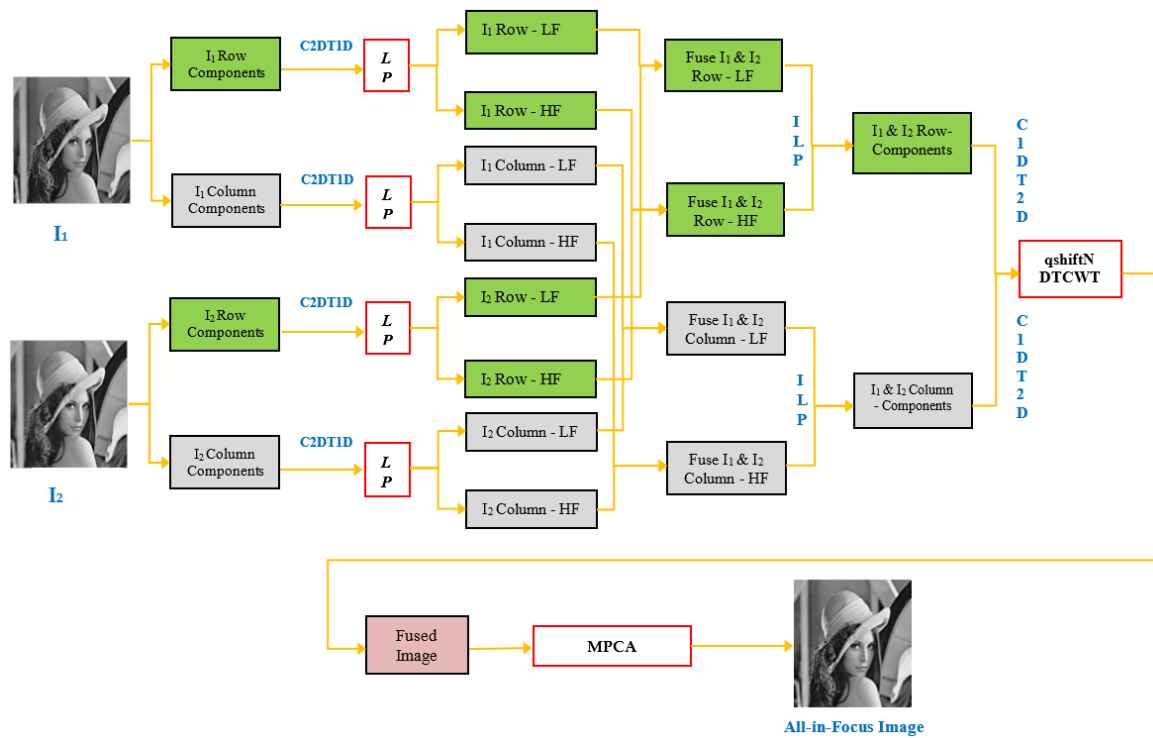 I₁ Row
Components
C2DT1D
L
P
I₁ Row - LF
I₁ Row - HF
Fuse I₁ & I₂
Row - LF
I₁ Column
Components
C2DT1D
L
P
I₁ Column - LF
I₁ Column - HF
Fuse I₁ & I₂
Row - HF
I
L
P
I₁ & I₂ Row-
Components
C
1
D
T
2
D
I₁
qshiftN
DTCWT
I₂ Row
Components
C2DT1D
L
P
I₂ Row - LF
I₂ Row - HF
Fuse I₁ & I₂
Column - LF
I₂ Column
Components
C2DT1D
L
P
I₂ Column - LF
I₂ Column - HF
Fuse I₁ & I₂
Column - HF
I
L
P
I₁ & I₂ Column
- Components
C
1
D
T
2
D
I₂
Fused
Image
MPCA
All-in-Focus Image